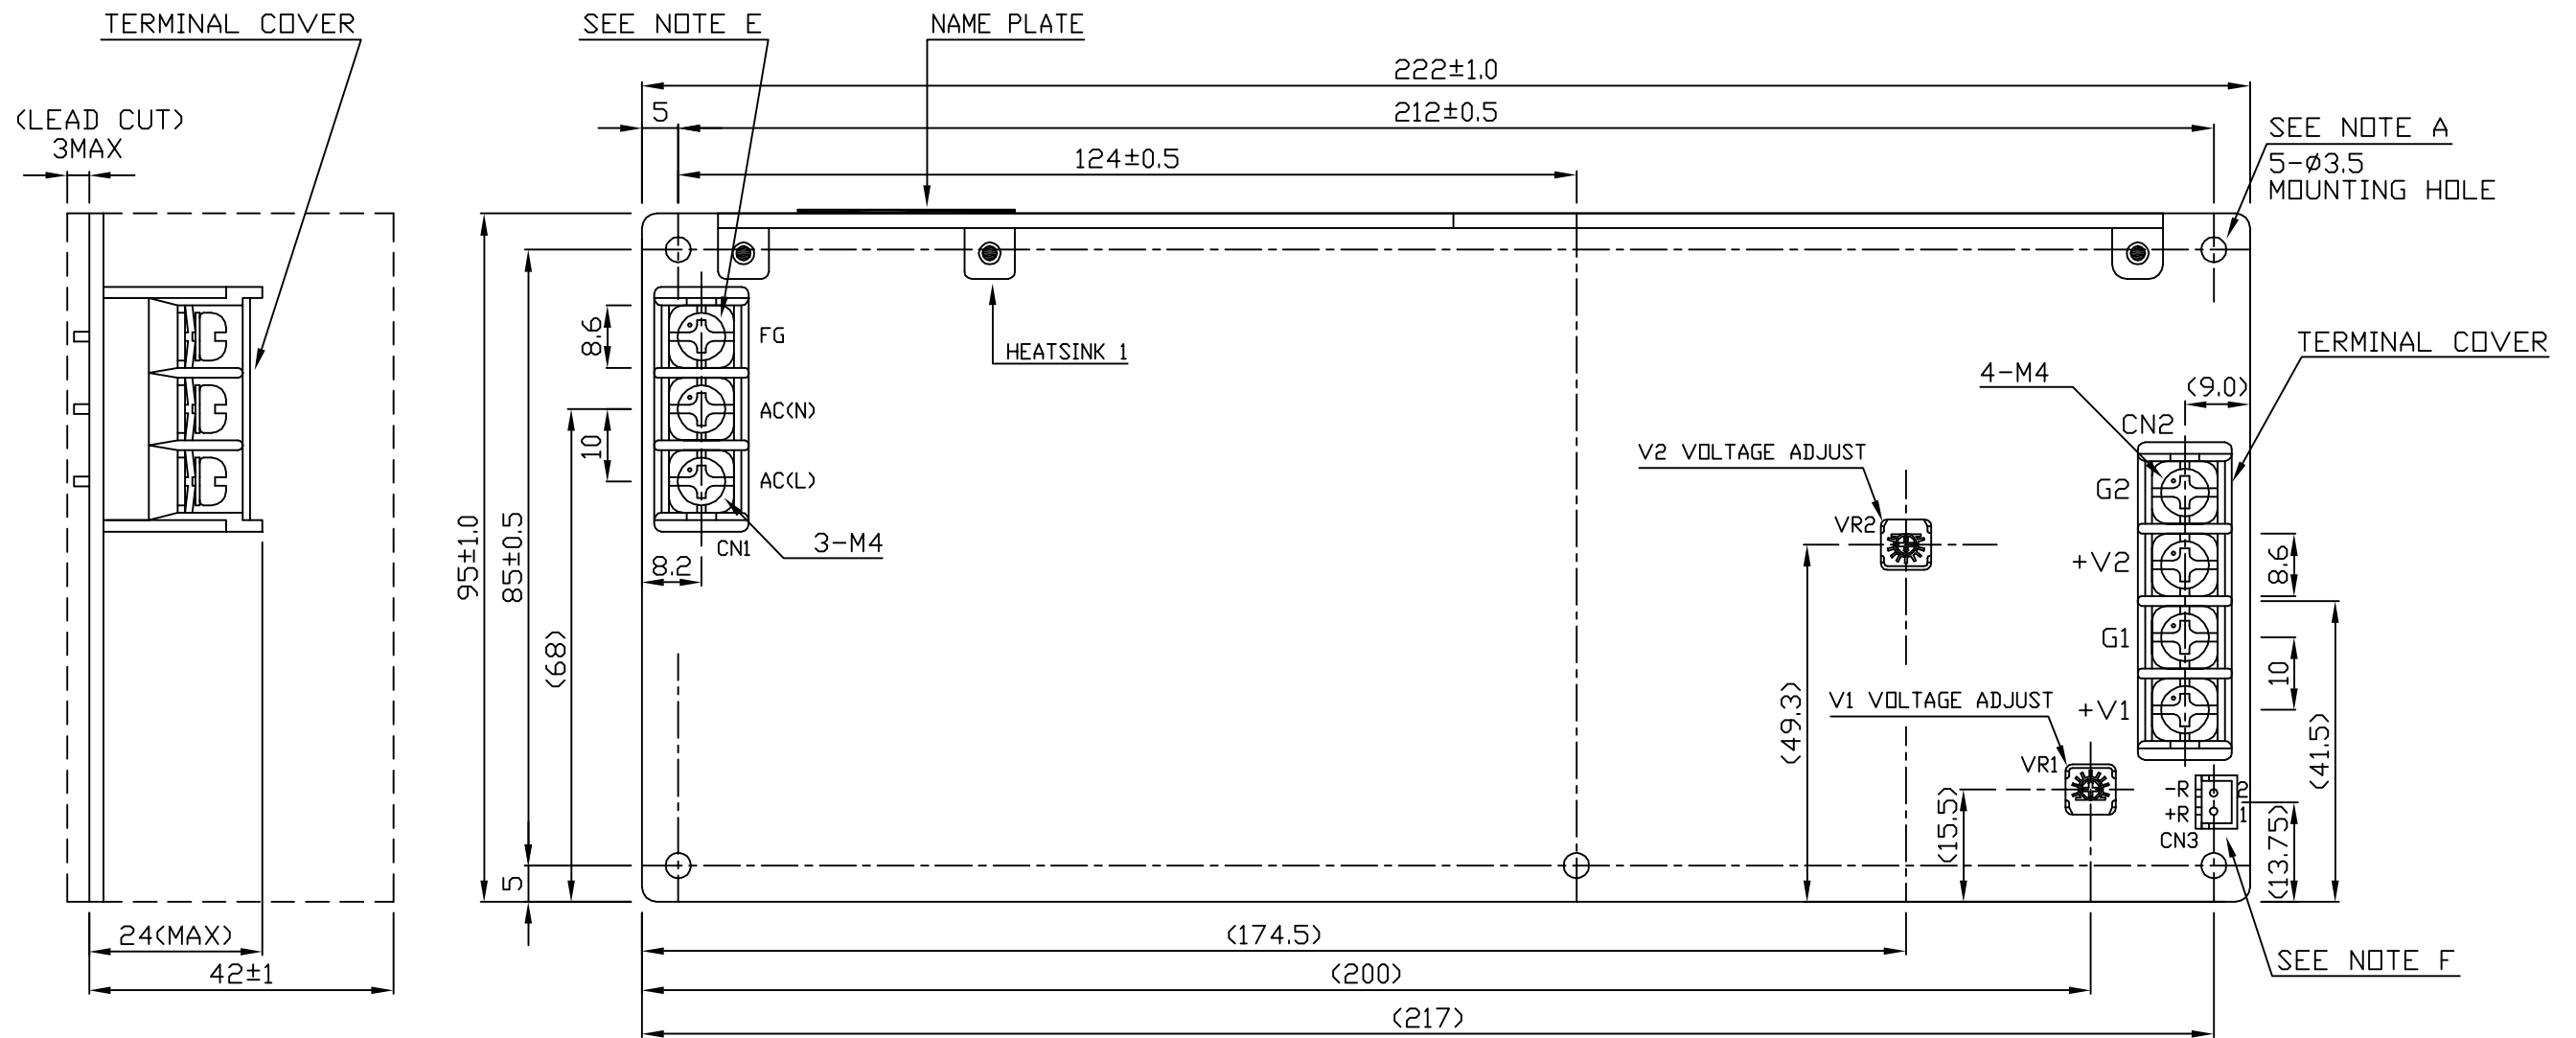 TERMINAL COVER
SEE NOTE E
NAME PLATE
222±1.0
5
212±0.5
(LEAD CUT)
3MAX
124±0.5
SEE NOTE A
5-ø3.5
MOUNTING HOLE
8.6
FG
HEATSINK 1
TERMINAL COVER
4-M4
(9.0)
AC(N)
CN2
10
V2 VOLTAGE ADJUST
AC(L)
G2
VR2
95±1.0
85±0.5
CN1
3-M4
8.2
+V2
8.6
(68)
G1
10
(49.3)
V1 VOLTAGE ADJUST
+V1
(41.5)
VR1
-R
2
+R
1
(15.5)
CN3
(13.75)
5
24(MAX)
(174.5)
SEE NOTE F
42±1
(200)
(217)